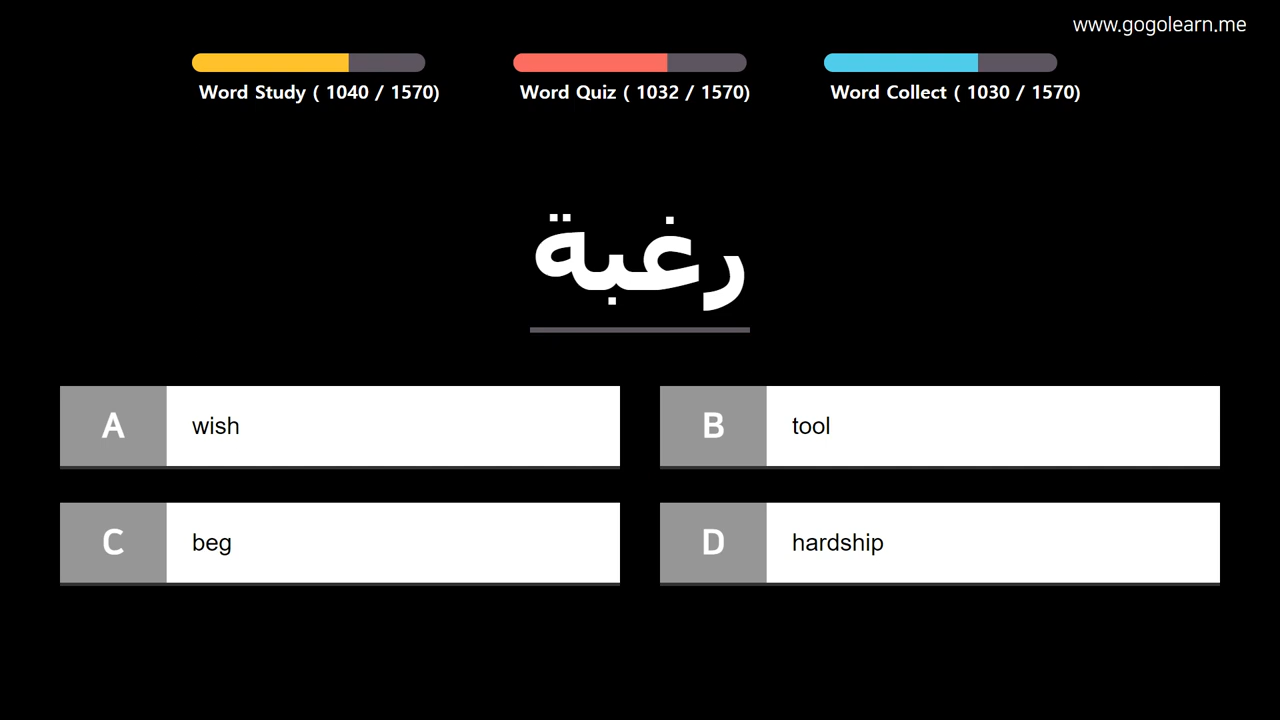 www.gogolearn.me
Word Study ( 1040 / 1570)
Word Quiz ( 1032 / 1570)
Word Collect ( 1030 / 1570)
رغبة
A wish
B tool
C beg
D hardship